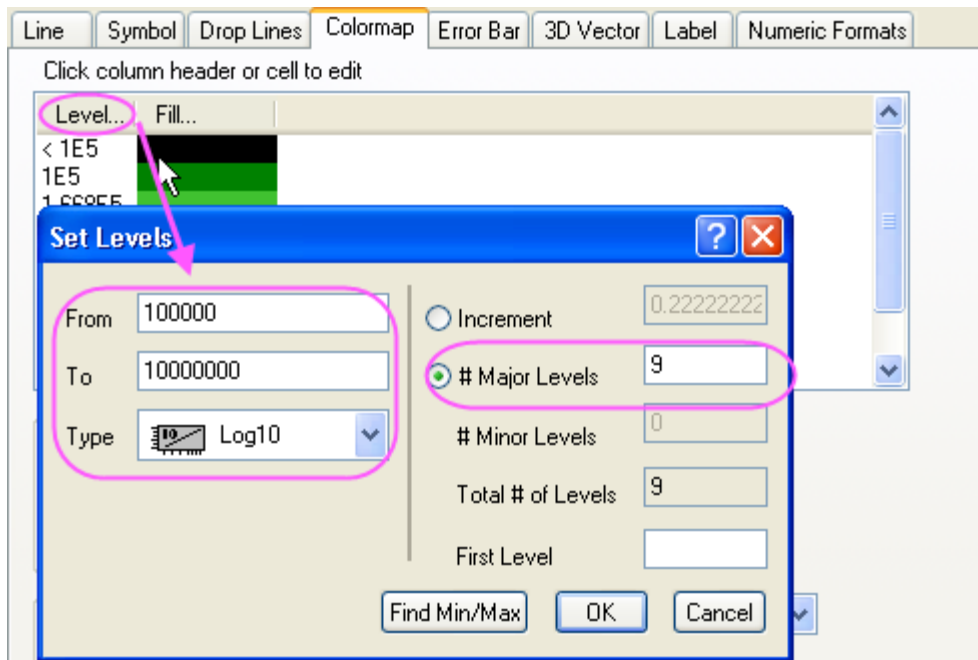 Line Symbol Drop Lines Colormap Error Bar 3D Vector Label Numeric Formats
Click column header or cell to edit
Level... Fill...
< 1E5
1E5
1.668E5
Set Levels
From 100000
To 10000000
Type Log10
Increment 0.22222222
# Major Levels 9
# Minor Levels 0
Total # of Levels 9
First Level
Find Min/Max OK Cancel